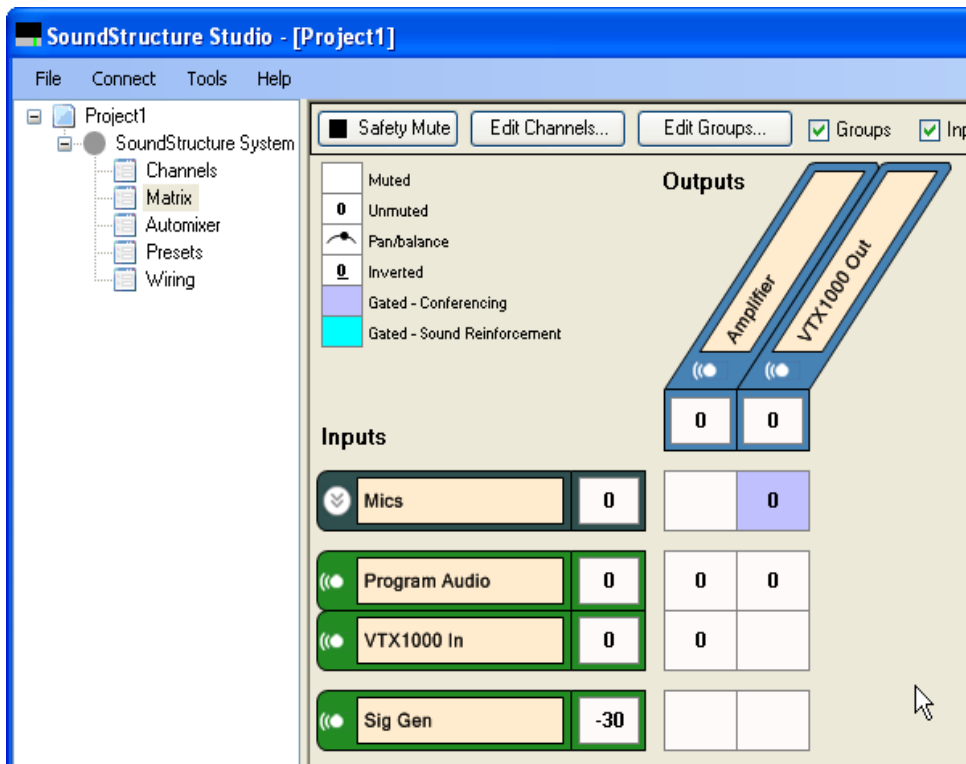 SoundStructure Studio - [Project1]
File Connect Tools Help
Project1
SoundStructure System
Channels
Matrix
Automixer
Presets
Wiring
Safety Mute Edit Channels... Edit Groups... Groups
Muted
0 Unmuted
Pan/balance
0 Inverted
Gated - Conferencing
Gated - Sound Reinforcement
Outputs
Amplifier
VTX1000 Out
0 0
Inputs
Mics 0 0
Program Audio 0 0 0
VTX1000 In 0 0
Sig Gen -30